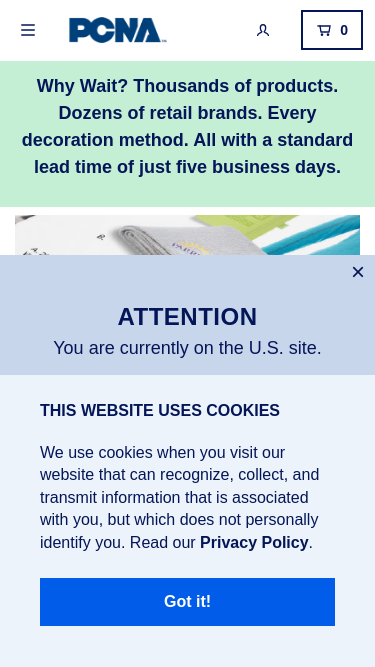 PCNA
0
Why Wait? Thousands of products.
Dozens of retail brands. Every
decoration method. All with a standard
lead time of just five business days.
ATTENTION
You are currently on the U.S. site.
THIS WEBSITE USES COOKIES
We use cookies when you visit our
website that can recognize, collect, and
transmit information that is associated
with you, but which does not personally
identify you. Read our Privacy Policy.
Got it!